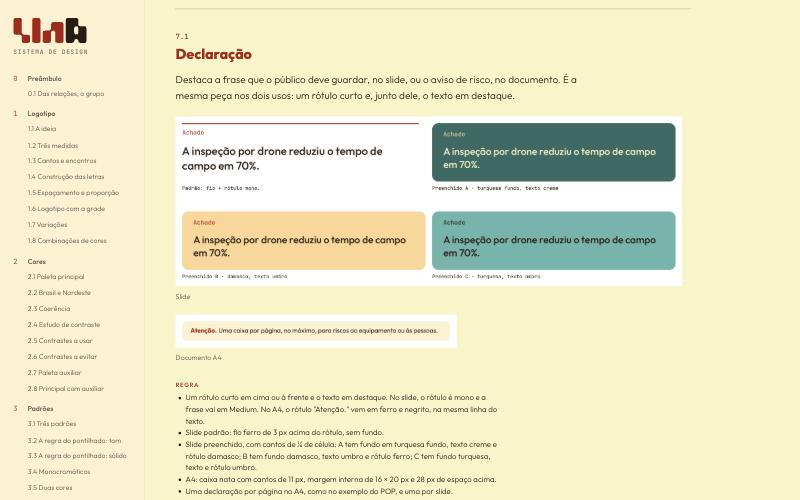 una
SISTEMA DE DESIGN
0 Preâmbulo
0.1 Das relações, o grupo
1 Logotipo
1.1 A ideia
1.2 Três medidas
1.3 Cantos e encontros
1.4 Construção das letras
1.5 Espaçamento e proporção
1.6 Logotipo com a grade
1.7 Variações
1.8 Combinações de cores
2 Cores
2.1 Paleta principal
2.2 Brasil e Nordeste
2.3 Coerência
2.4 Estudo de contraste
2.5 Contrastes a usar
2.6 Contrastes a evitar
2.7 Paleta auxiliar
2.8 Principal com auxiliar
3 Padrões
3.1 Três padrões
3.2 A regra do pontilhado: tom
3.3 A regra do pontilhado: sólido
3.4 Monocromáticos
3.5 Duas cores
7.1
Declaração
Destaca a frase que o público deve guardar, no slide, ou o aviso de risco, no documento. É a
mesma peça nos dois usos: um rótulo curto e, junto dele, o texto em destaque.
Achado
A inspeção por drone reduziu o tempo de
campo em 70%.
Padrão: fio + rótulo mono.
Achado
A inspeção por drone reduziu o tempo de campo
em 70%.
Preenchido A · turquesa fundo, texto creme
Achado
A inspeção por drone reduziu o tempo de campo
em 70%.
Preenchido B · damasco, texto umbro
Achado
A inspeção por drone reduziu o tempo de campo
em 70%.
Preenchido C · turquesa, texto umbro
Slide
Atenção. Uma caixa por página, no máximo, para riscos ao equipamento ou às pessoas.
Documento A4
REGRA
• Um rótulo curto em cima ou à frente e o texto em destaque. No slide, o rótulo é mono e a
frase vai em Medium. No A4, o rótulo "Atenção." vem em ferro e negrito, na mesma linha do
texto.
• Slide padrão: fio ferro de 3 px acima do rótulo, sem fundo.
• Slide preenchido, com cantos de ¼ de célula: A tem fundo em turquesa fundo, texto creme e
rótulo damasco; B tem fundo damasco, texto umbro e rótulo ferro; C tem fundo turquesa,
texto e rótulo umbro.
• A4: caixa nata com cantos de 11 px, margem interna de 16 × 20 px e 28 px de espaço acima.
• Uma declaração por página no A4, como no exemplo do POP, e uma por slide.